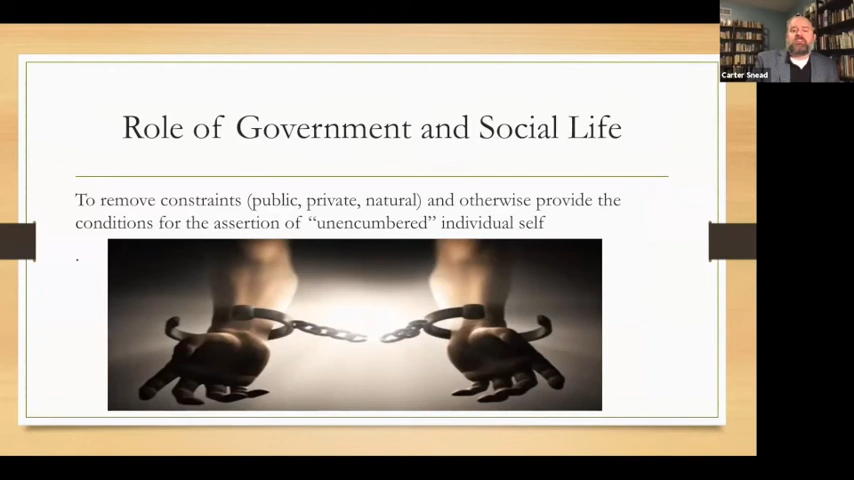 Carter Snead
Role of Government and Social Life
To remove constraints (public, private, natural) and otherwise provide the
conditions for the assertion of “unencumbered” individual self
.